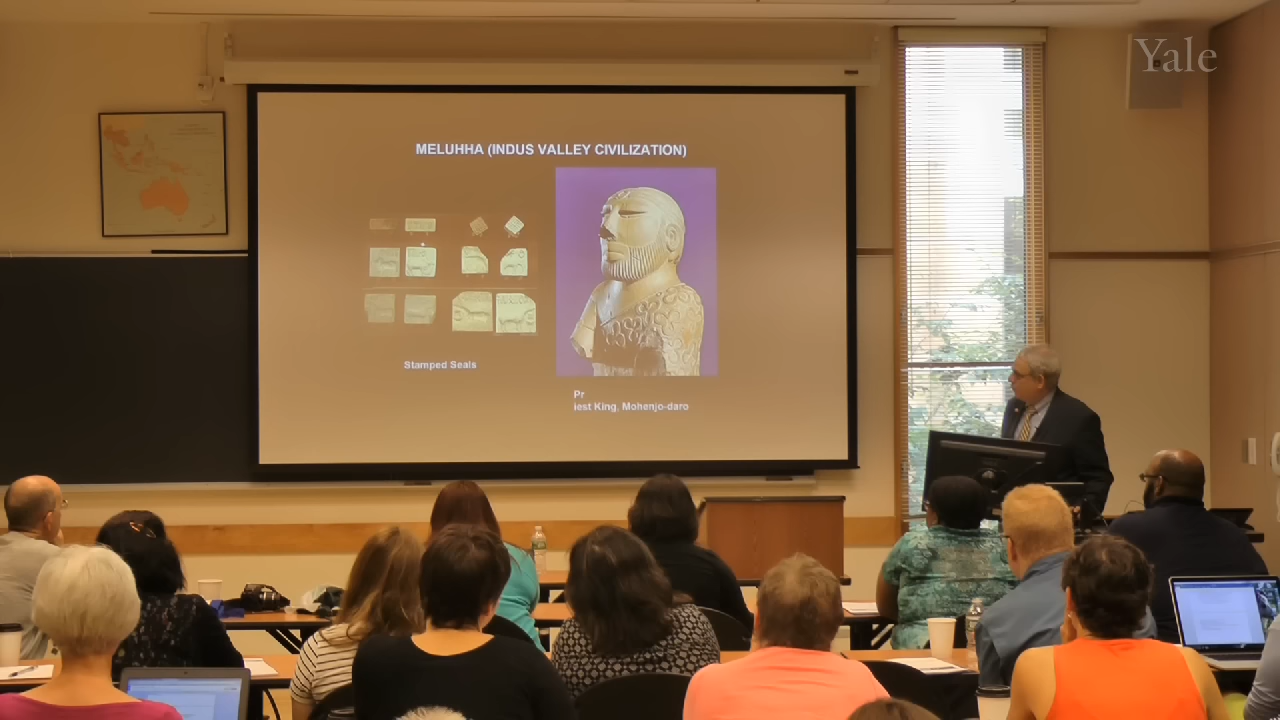 Yale
MELUHHA (INDUS VALLEY CIVILIZATION)
Stamped Seals
Pr
iest King, Mohenjo-daro